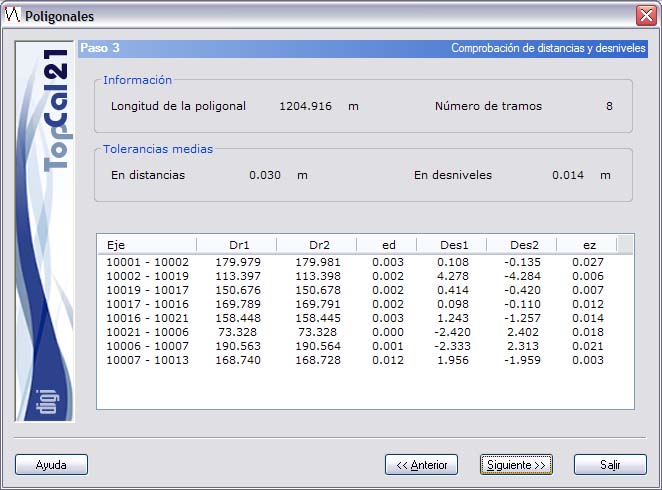 Poligonales
Paso 3 Comprobación de distancias y desniveles
TopCal 21
digi
Información
Longitud de la poligonal 1204.916 m Número de tramos 8
Tolerancias medias
En distancias 0.030 m En desniveles 0.014 m
Eje Dr1 Dr2 ed Des1 Des2 ez
10001 - 10002 179.979 179.981 0.003 0.108 -0.135 0.027
10002 - 10019 113.397 113.398 0.002 4.278 -4.284 0.006
10019 - 10017 150.676 150.678 0.002 0.414 -0.420 0.007
10017 - 10016 169.789 169.791 0.002 0.098 -0.110 0.012
10016 - 10021 158.448 158.445 0.003 1.243 -1.257 0.014
10021 - 10006 73.328 73.328 0.000 -2.420 2.402 0.018
10006 - 10007 190.563 190.564 0.001 -2.333 2.313 0.021
10007 - 10013 168.740 168.728 0.012 1.956 -1.959 0.003
Ayuda << Anterior Siguiente >> Salir